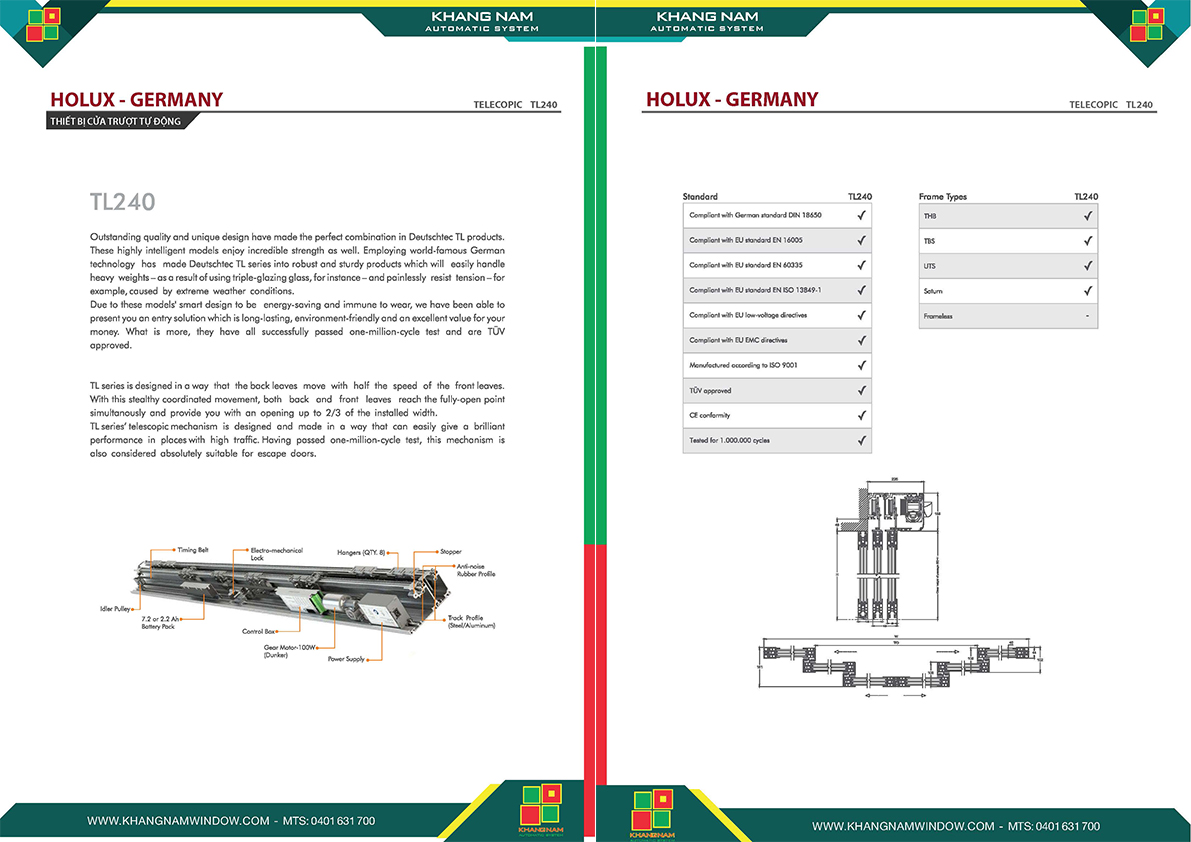 KHANG NAM
AUTOMATIC SYSTEM
HOLUX - GERMANY
TELECOPIC TL240
THIẾT BỊ CỬA TRƯỢT TỰ ĐỘNG
TL240
Outstanding quality and unique design have made the perfect combination in Deutschtec TL products.
These highly intelligent models enjoy incredible strength as well. Employing world-famous German
technology has made Deutschtec TL series into robust and sturdy products which will easily handle
heavy weights – as a result of using triple-glazing glass, for instance – and painlessly resist tension – for
example, caused by extreme weather conditions.
Due to these models' smart design to be energy-saving and immune to wear, we have been able to
present you an entry solution which is long-lasting, environment-friendly and an excellent value for your
money. What is more, they have all successfully passed one-million-cycle test and are TÜV
approved.
TL series is designed in a way that the back leaves move with half the speed of the front leaves.
With this stealthy coordinated movement, both back and front leaves reach the fully-open point
simultanously and provide you with an opening up to 2/3 of the installed width.
TL series' telescopic mechanism is designed and made in a way that can easily give a brilliant
performance in places with high traffic. Having passed one-million-cycle test, this mechanism is
also considered absolutely suitable for escape doors.
Timing Belt
Electro-mechanical
Lock
Hangers (QTY. 8)
Stopper
Anti-noise
Rubber Profile
Idler Pulley
7.2 or 2.2 Ah
Battery Pack
Control Box
Gear Motor-100W
(Dunker)
Power Supply
Track Profile
(Steel/Aluminum)
WWW.KHANGNAMWINDOW.COM - MTS: 0401 631 700
KHANGNAM
AUTOMATIC SYSTEM
KHANG NAM
AUTOMATIC SYSTEM
HOLUX - GERMANY
TELECOPIC TL240
Standard TL240
Compliant with German standard DIN 18650
Compliant with EU standard EN 16005
Compliant with EU standard EN 60335
Compliant with EU standard EN ISO 13849-1
Compliant with EU low-voltage directives
Compliant with EU EMC directives
Manufactured according to ISO 9001
TÜV approved
CE conformity
Tested for 1.000.000 cycles
Frame Types TL240
THB
TBS
UTS
Saturn
Frameless -
WWW.KHANGNAMWINDOW.COM - MTS: 0401 631 700
KHANGNAM
AUTOMATIC SYSTEM